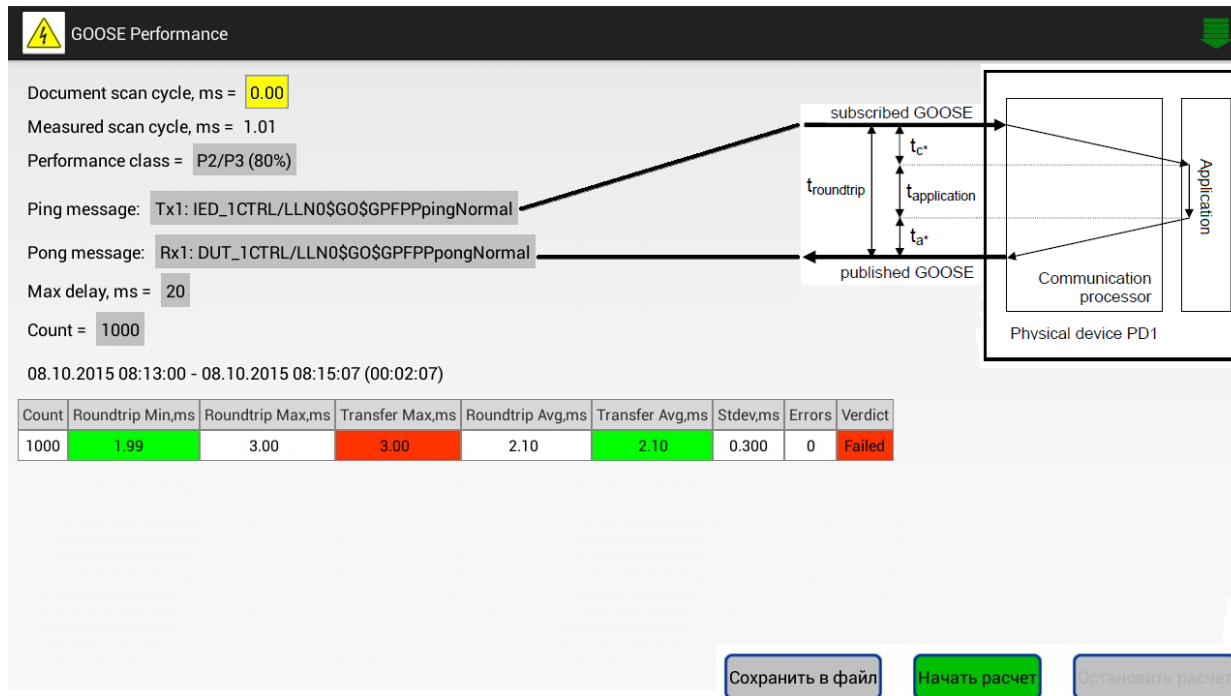 GOOSE Performance
Document scan cycle, ms = 0.00
Measured scan cycle, ms = 1.01
Performance class = P2/P3 (80%)
Ping message: Tx1: IED_1CTRL/LLN0$GO$GPFPPpingNormal
Pong message: Rx1: DUT_1CTRL/LLN0$GO$GPFPPpongNormal
Max delay, ms = 20
Count = 1000
subscribed GOOSE
tc*
troundtrip
tapplication
ta*
published GOOSE
Application
Communication
processor
Physical device PD1
08.10.2015 08:13:00 - 08.10.2015 08:15:07 (00:02:07)
Count Roundtrip Min,ms Roundtrip Max,ms Transfer Max,ms Roundtrip Avg,ms Transfer Avg,ms Stdev,ms Errors Verdict
1000 1.99 3.00 3.00 2.10 2.10 0.300 0 Failed
Сохранить в файл
Начать расчет
Остановить расчет